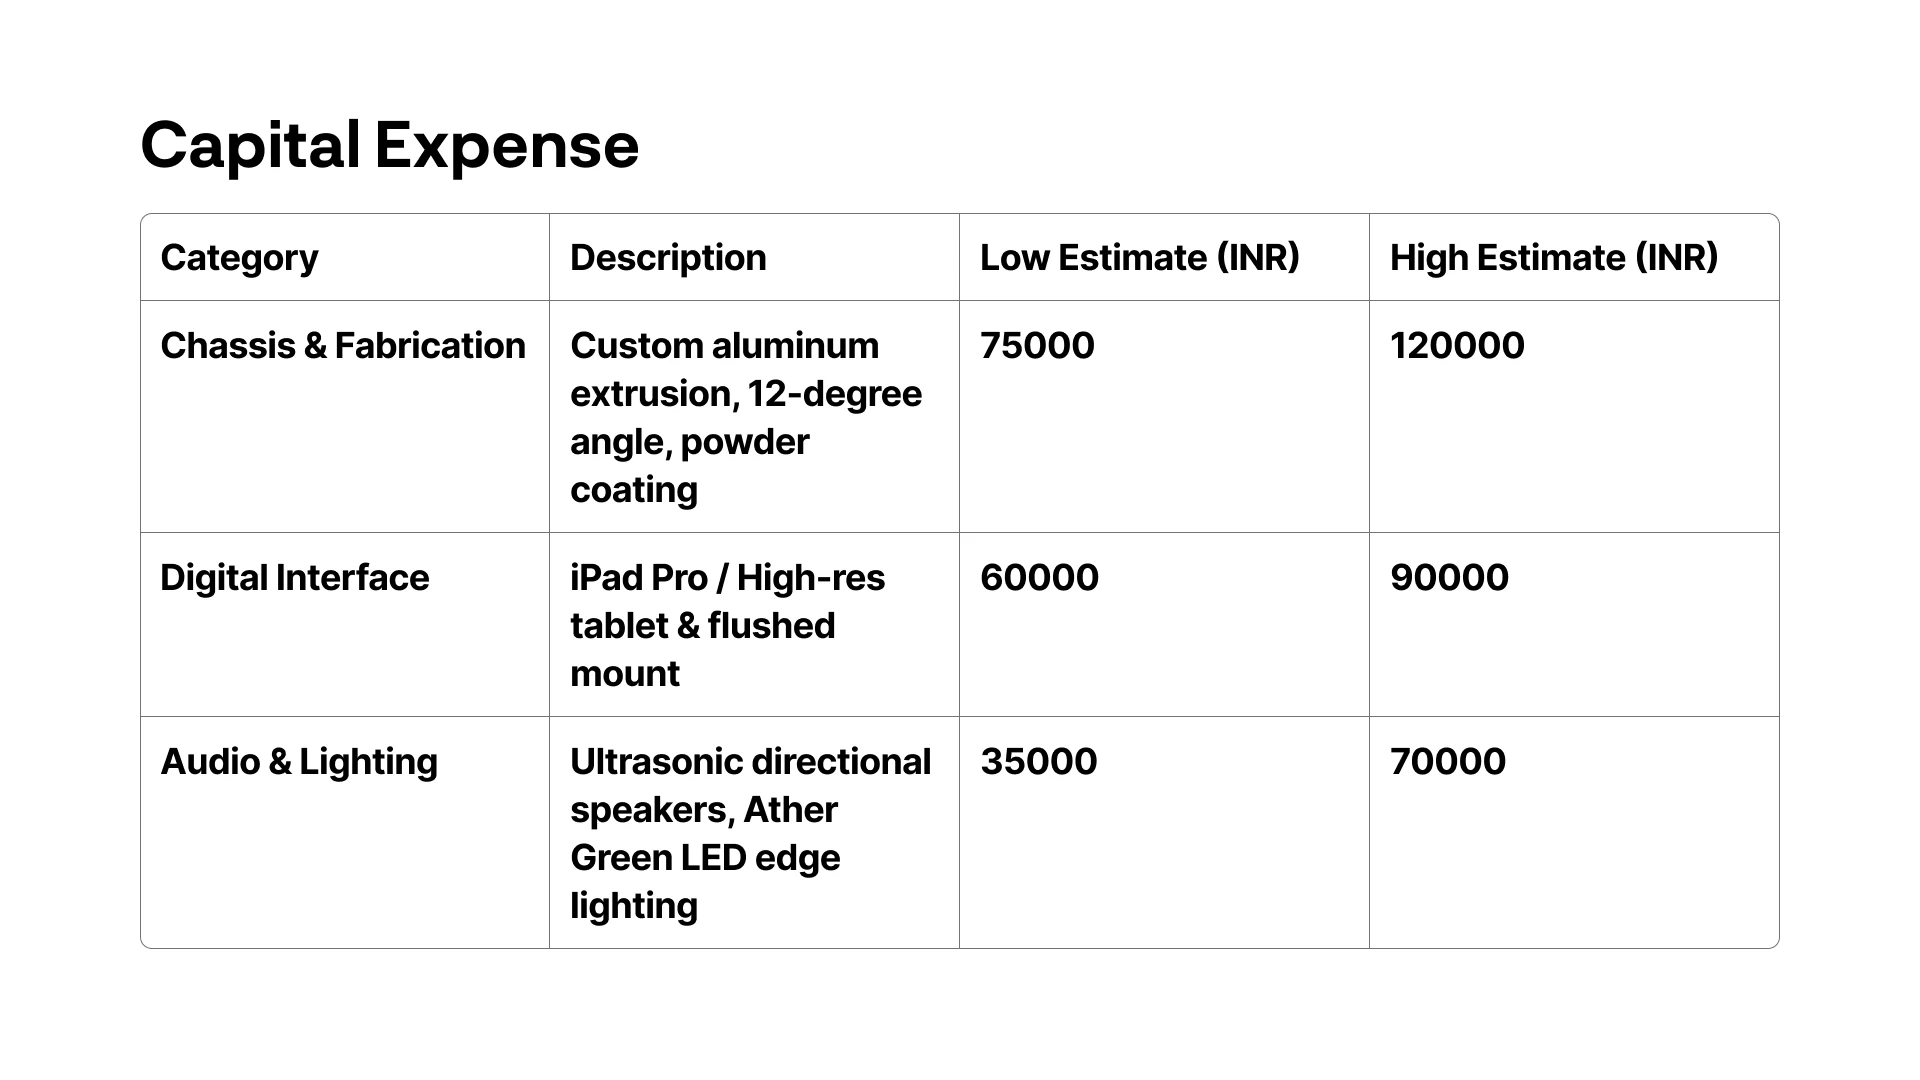 Capital Expense
Category
Description
Low Estimate (INR)
High Estimate (INR)
Chassis & Fabrication
Custom aluminum
extrusion, 12-degree
angle, powder
coating
75000
120000
Digital Interface
iPad Pro / High-res
tablet & flushed
mount
60000
90000
Audio & Lighting
Ultrasonic directional
speakers, Ather
Green LED edge
lighting
35000
70000